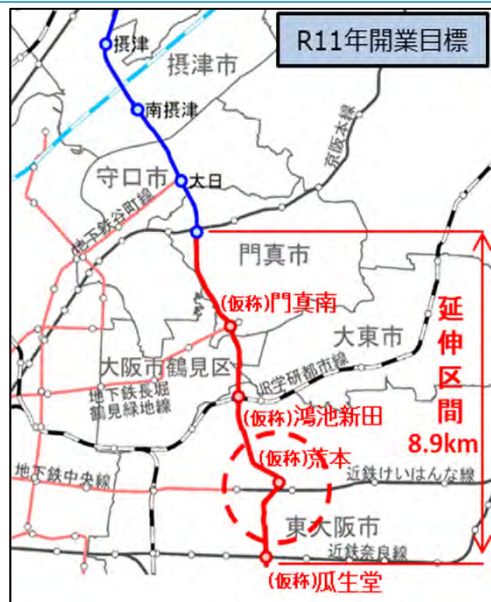 R11年開業目標
摂津
摂津市
南摂津
守口市
大日
京阪本線
地下鉄谷町線
門真市
(仮称)門真南
大東市
延伸区間
8.9km
大阪市鶴見区
JR学研都市線
地下鉄長堀
鶴見緑地線
(仮称)鴻池新田
(仮称)荒本
地下鉄中央線
近鉄けいはんな線
東大阪市
近鉄奈良線
(仮称)瓜生堂